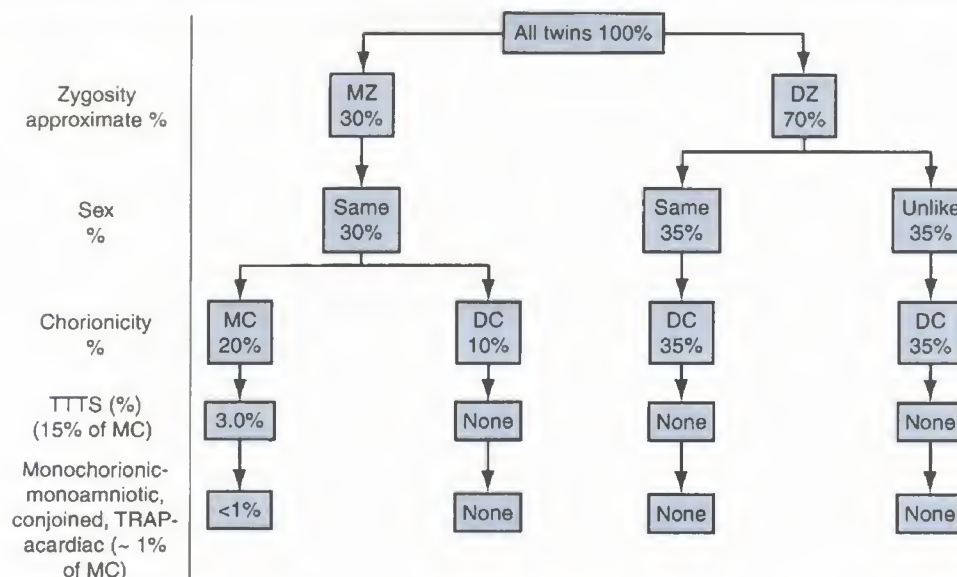 All twins 100%
Zygosity
approximate %
MZ
30%
DZ
70%
Sex
%
Same
30%
Same
35%
Unlike
35%
Chorionicity
%
MC
20%
DC
10%
DC
35%
DC
35%
TTTS (%)
(15% of MC)
3.0%
None
None
None
Monochorionic-
monoamniotic,
conjoined, TRAP-
acardiac (~ 1%
of MC)
<1%
None
None
None